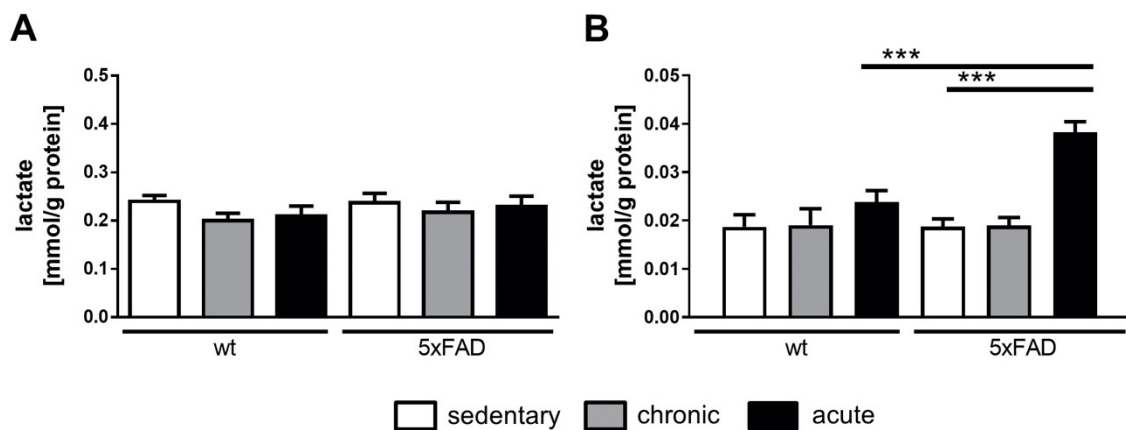 A
lactate
[mmol/g protein]
0.5
0.4
0.3
0.2
0.1
0.0
wt
5xFAD
B
***
***
lactate
[mmol/g protein]
0.05
0.04
0.03
0.02
0.01
0.00
wt
5xFAD
sedentary
chronic
acute